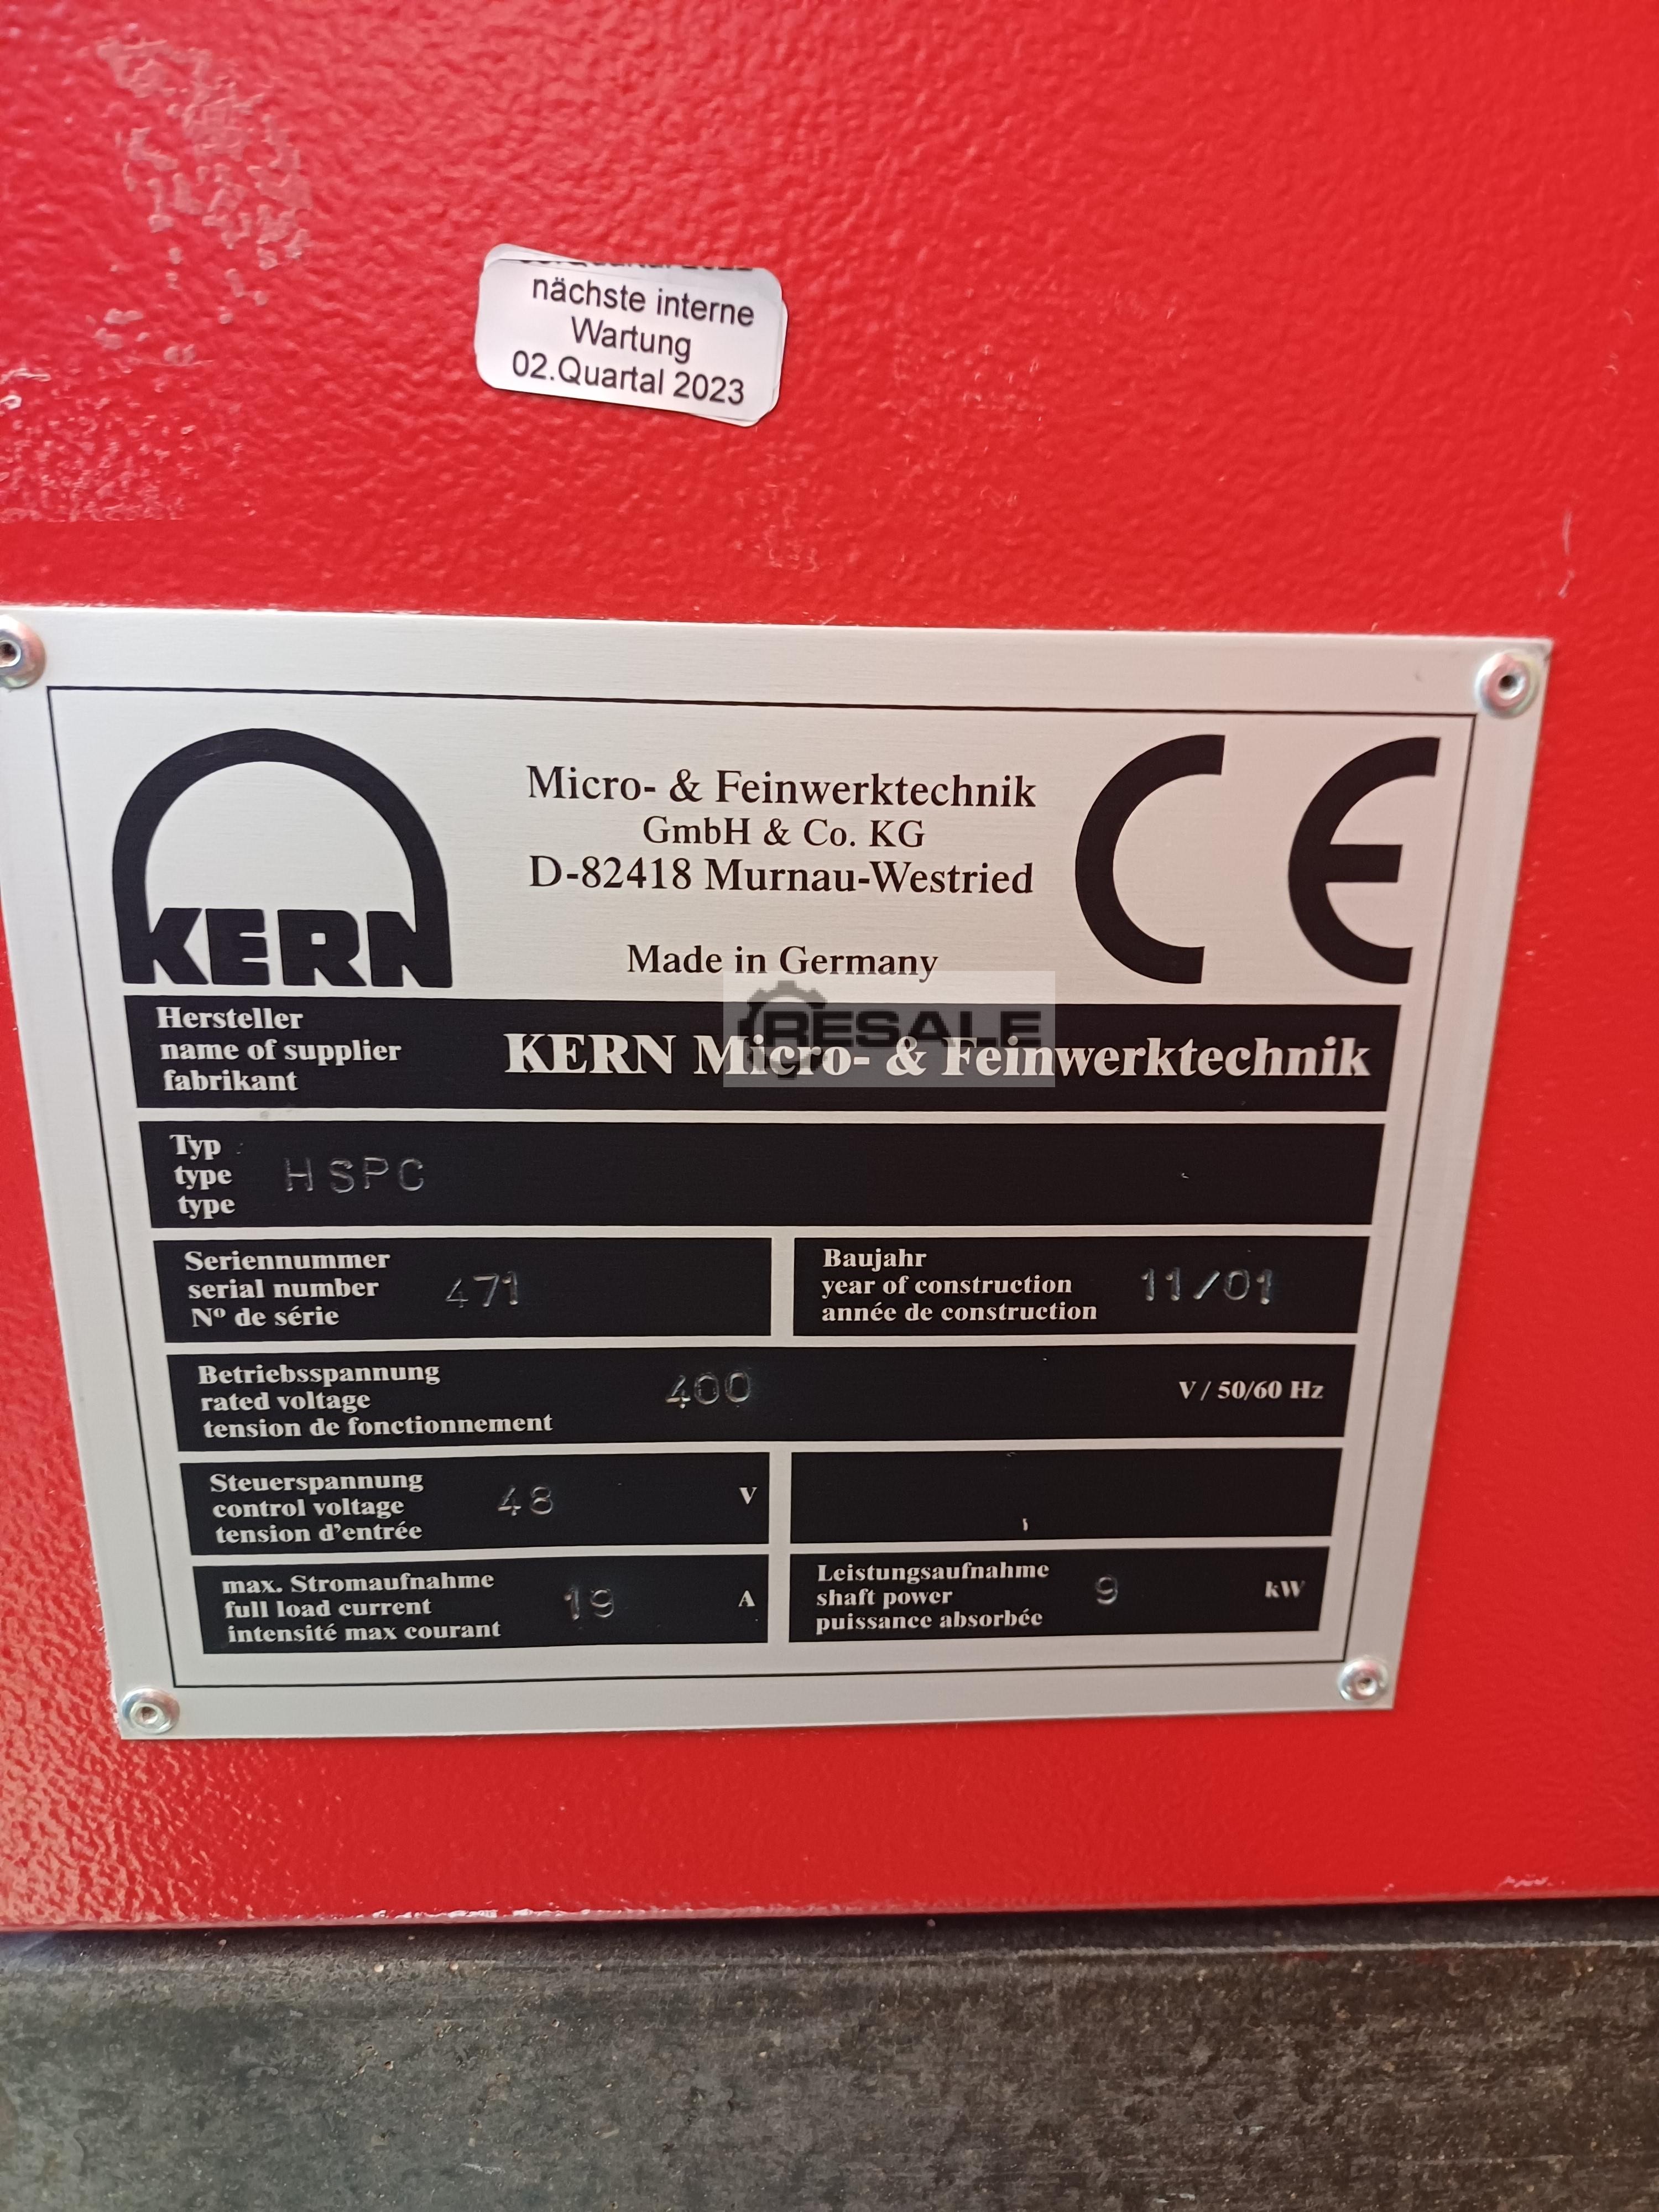 nächste interne
Wartung
02.Quartal 2023
KERN
Micro- & Feinwerktechnik
GmbH & Co. KG
D-82418 Murnau-Westried
Made in Germany
CE
RESALE
Hersteller
name of supplier
fabrikant
KERN Micro- & Feinwerktechnik
Typ
type
type
HSPC
Seriennummer
serial number
Nº de série
471
Baujahr
year of construction
année de construction
11/01
Betriebsspannung
rated voltage
tension de fonctionnement
400
V / 50/60 Hz
Steuerspannung
control voltage
tension d'entrée
48
V
max. Stromaufnahme
full load current
intensité max courant
19
A
Leistungsaufnahme
shaft power
puissance absorbée
9
kW